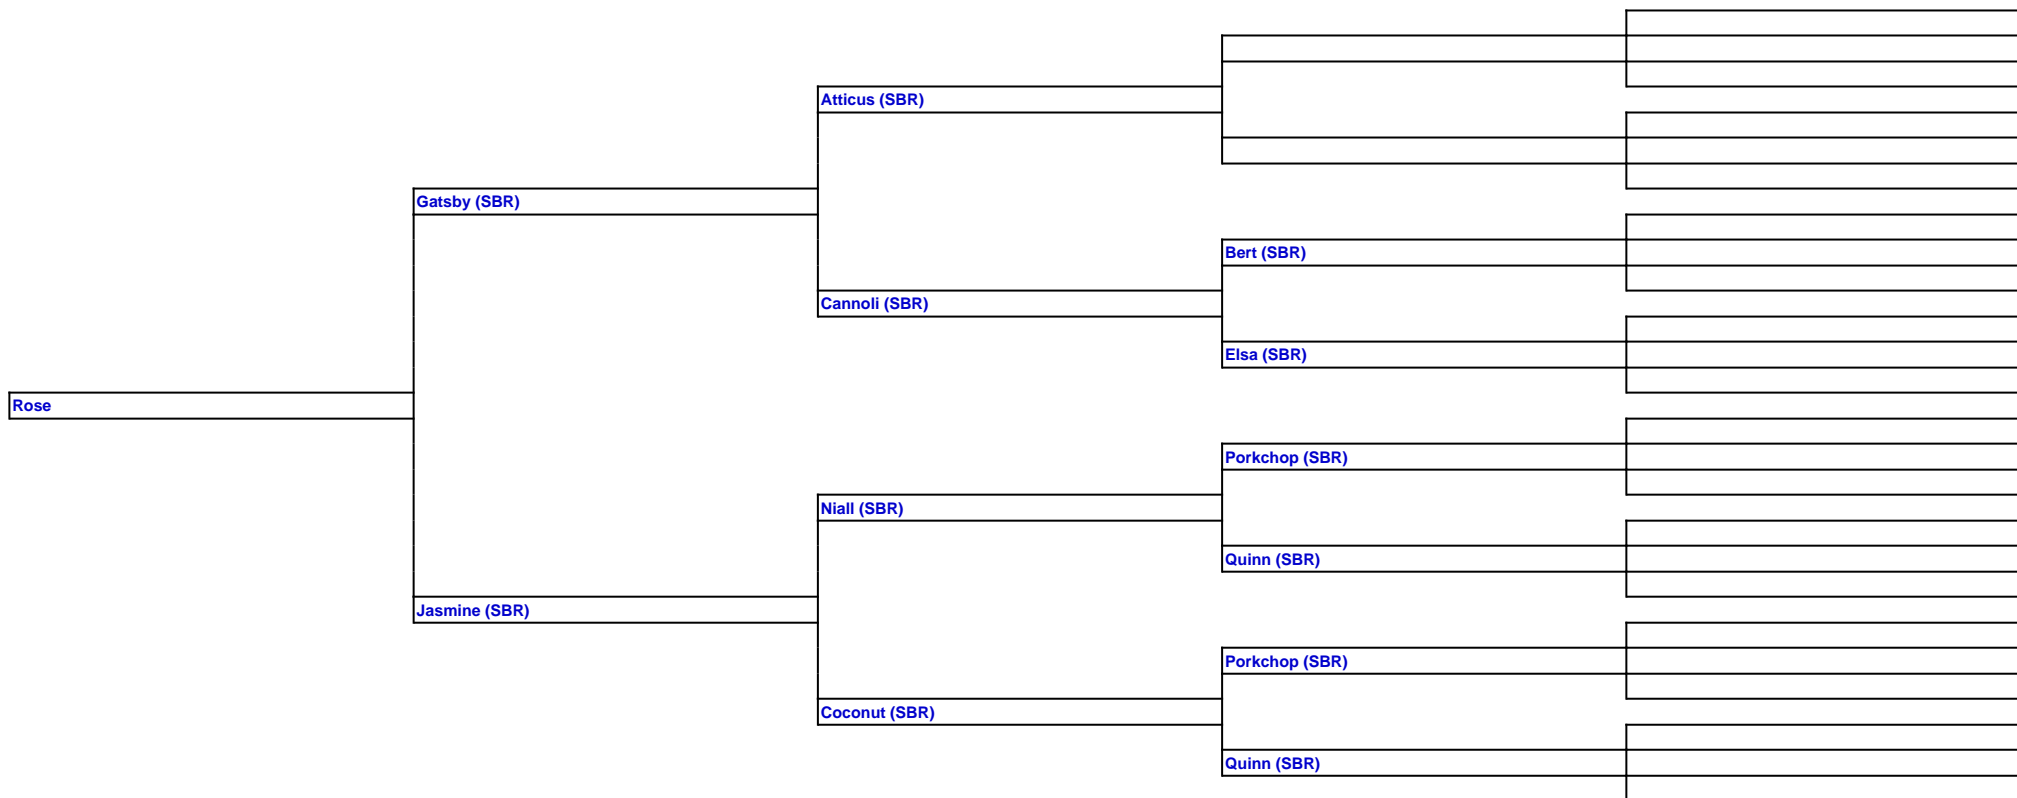 Atticus (SBR)
Gatsby (SBR)
Bert (SBR)
Cannoli (SBR)
Elsa (SBR)
Rose
Porkchop (SBR)
Niall (SBR)
Quinn (SBR)
Jasmine (SBR)
Porkchop (SBR)
Coconut (SBR)
Quinn (SBR)